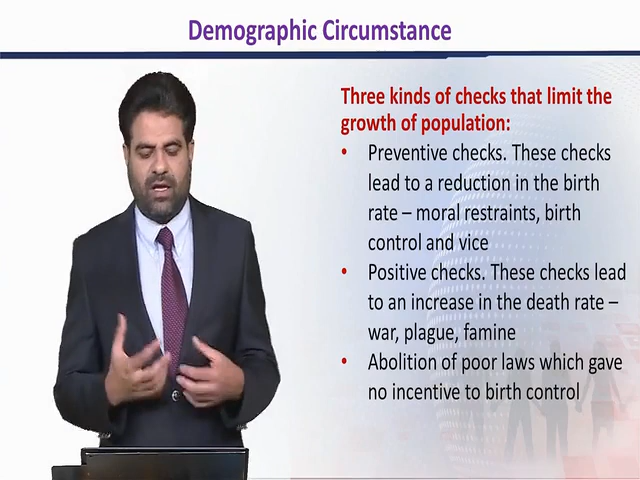 Demographic Circumstance
Three kinds of checks that limit the
growth of population:
• Preventive checks. These checks
lead to a reduction in the birth
rate – moral restraints, birth
control and vice
• Positive checks. These checks lead
to an increase in the death rate –
war, plague, famine
• Abolition of poor laws which gave
no incentive to birth control